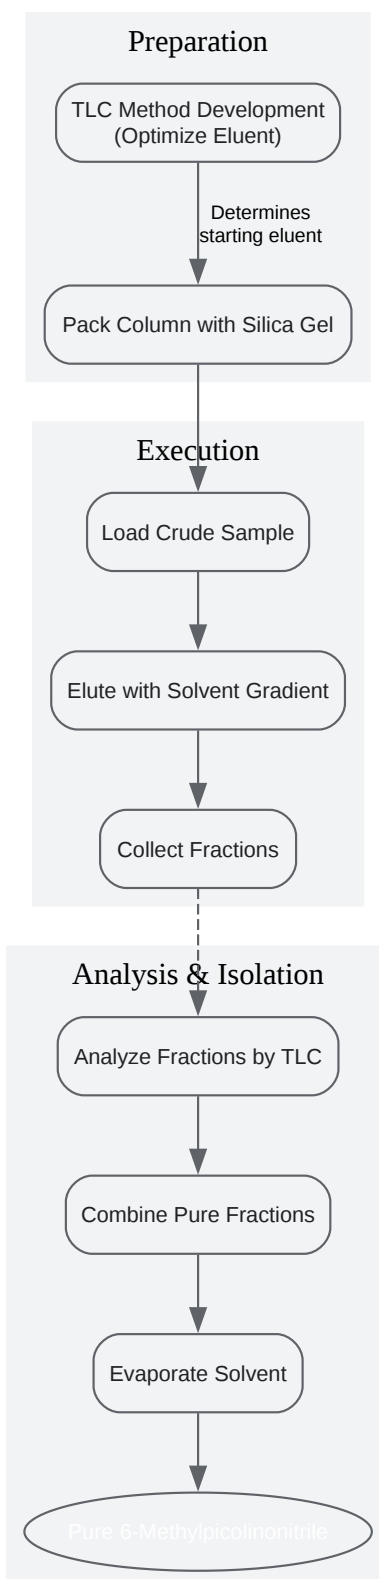 Preparation
TLC Method Development
(Optimize Eluent)
Determines
starting eluent
Pack Column with Silica Gel
Execution
Load Crude Sample
Elute with Solvent Gradient
Collect Fractions
Analysis & Isolation
Analyze Fractions by TLC
Combine Pure Fractions
Evaporate Solvent
Pure 6-Methylpicolinonitrile